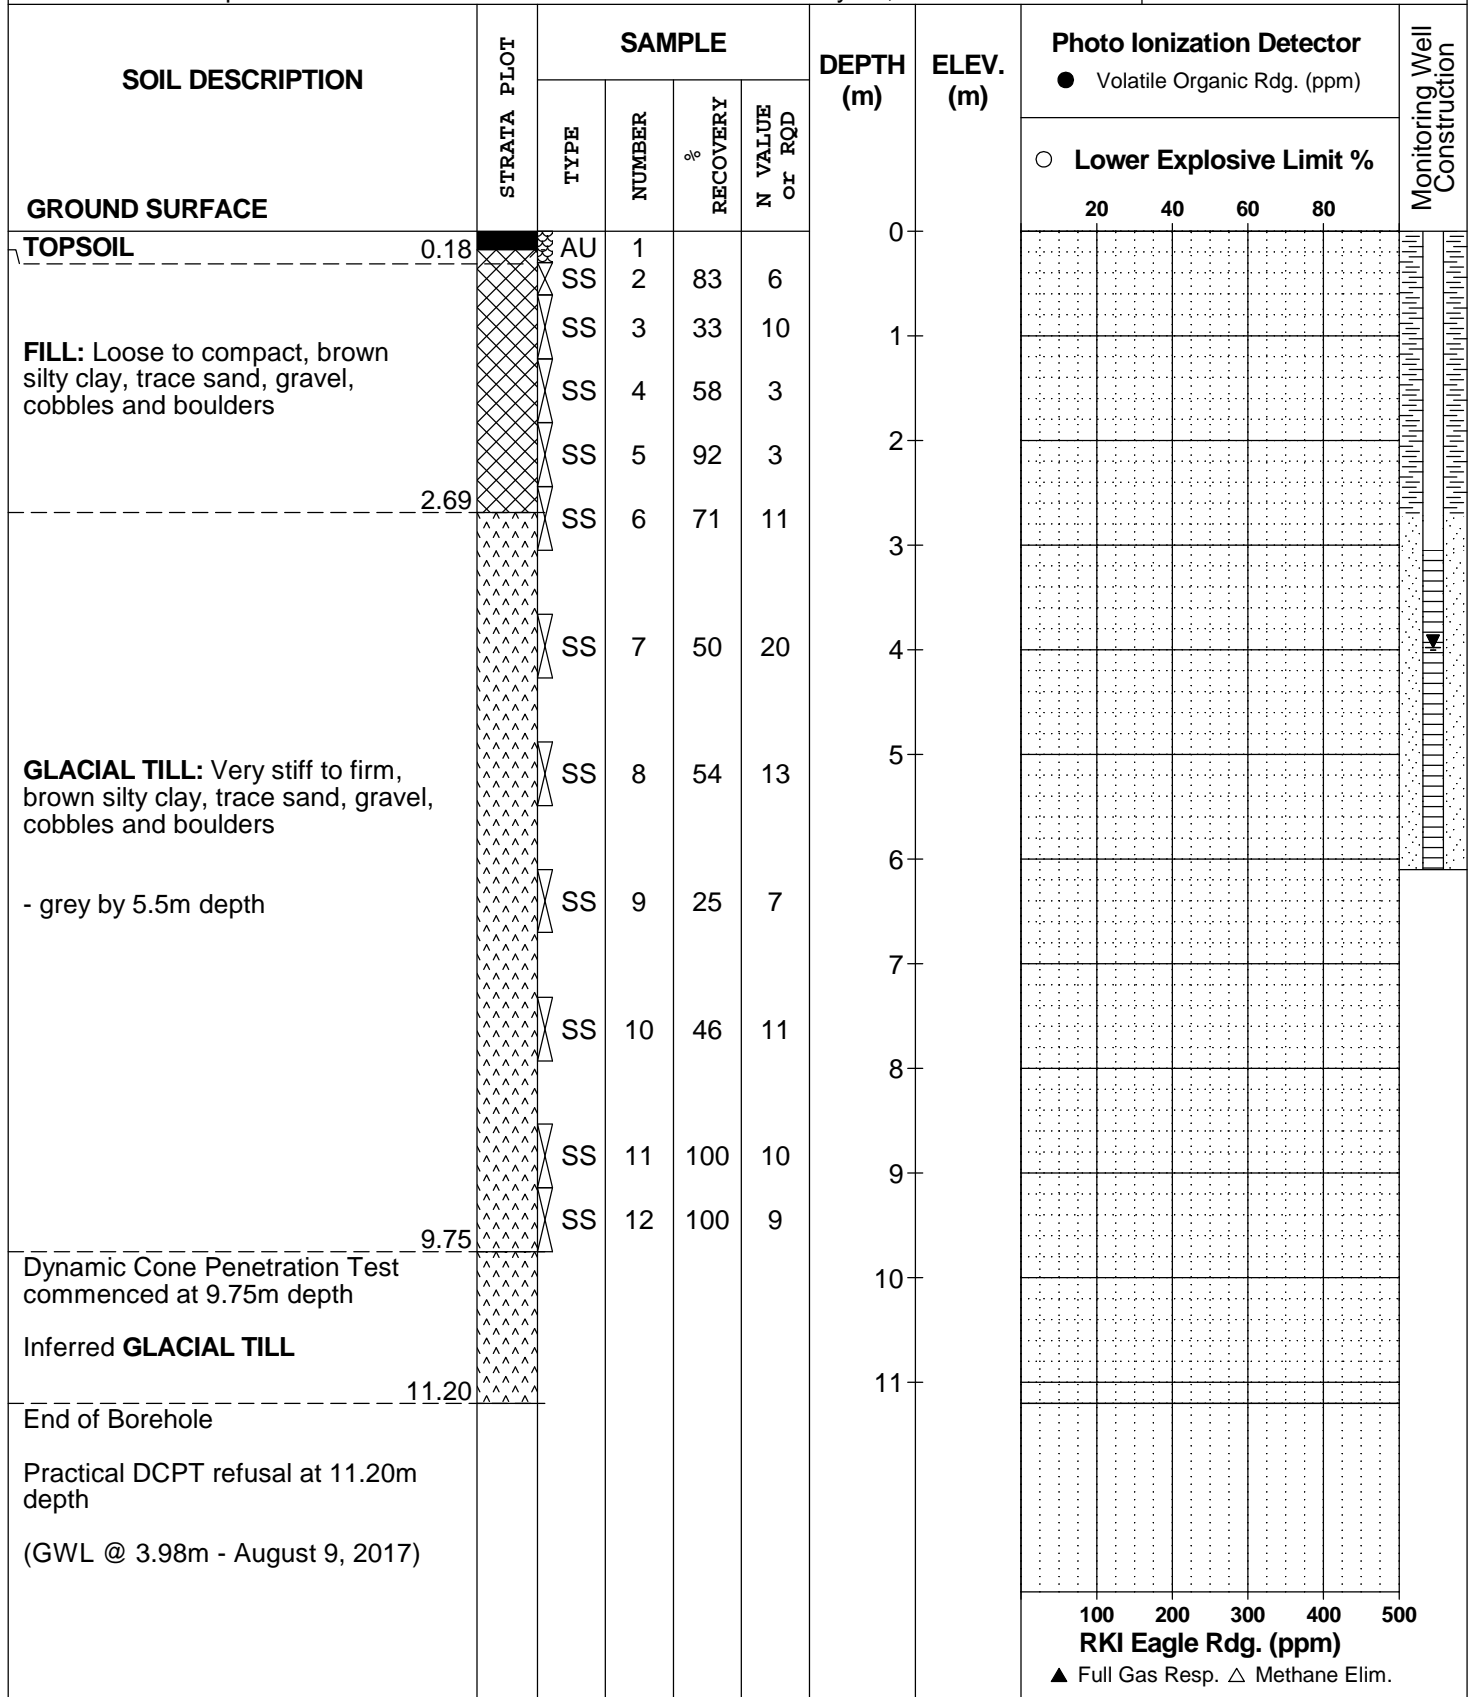 SOIL DESCRIPTION
GROUND SURFACE
STRATA PLOT
SAMPLE
TYPE
NUMBER
%
RECOVERY
N VALUE
or RQD
DEPTH
(m)
ELEV.
(m)
Photo Ionization Detector
● Volatile Organic Rdg. (ppm)
○ Lower Explosive Limit %
20 40 60 80
Monitoring Well
Construction
TOPSOIL 0.18
FILL: Loose to compact, brown
silty clay, trace sand, gravel,
cobbles and boulders
2.69
GLACIAL TILL: Very stiff to firm,
brown silty clay, trace sand, gravel,
cobbles and boulders
- grey by 5.5m depth
9.75
Dynamic Cone Penetration Test
commenced at 9.75m depth
Inferred GLACIAL TILL
11.20
End of Borehole
Practical DCPT refusal at 11.20m
depth
(GWL @ 3.98m - August 9, 2017)
AU 1
SS 2 83 6
SS 3 33 10
SS 4 58 3
SS 5 92 3
SS 6 71 11
SS 7 50 20
SS 8 54 13
SS 9 25 7
SS 10 46 11
SS 11 100 10
SS 12 100 9
0
1
2
3
4
5
6
7
8
9
10
11
100 200 300 400 500
RKI Eagle Rdg. (ppm)
▲ Full Gas Resp. △ Methane Elim.